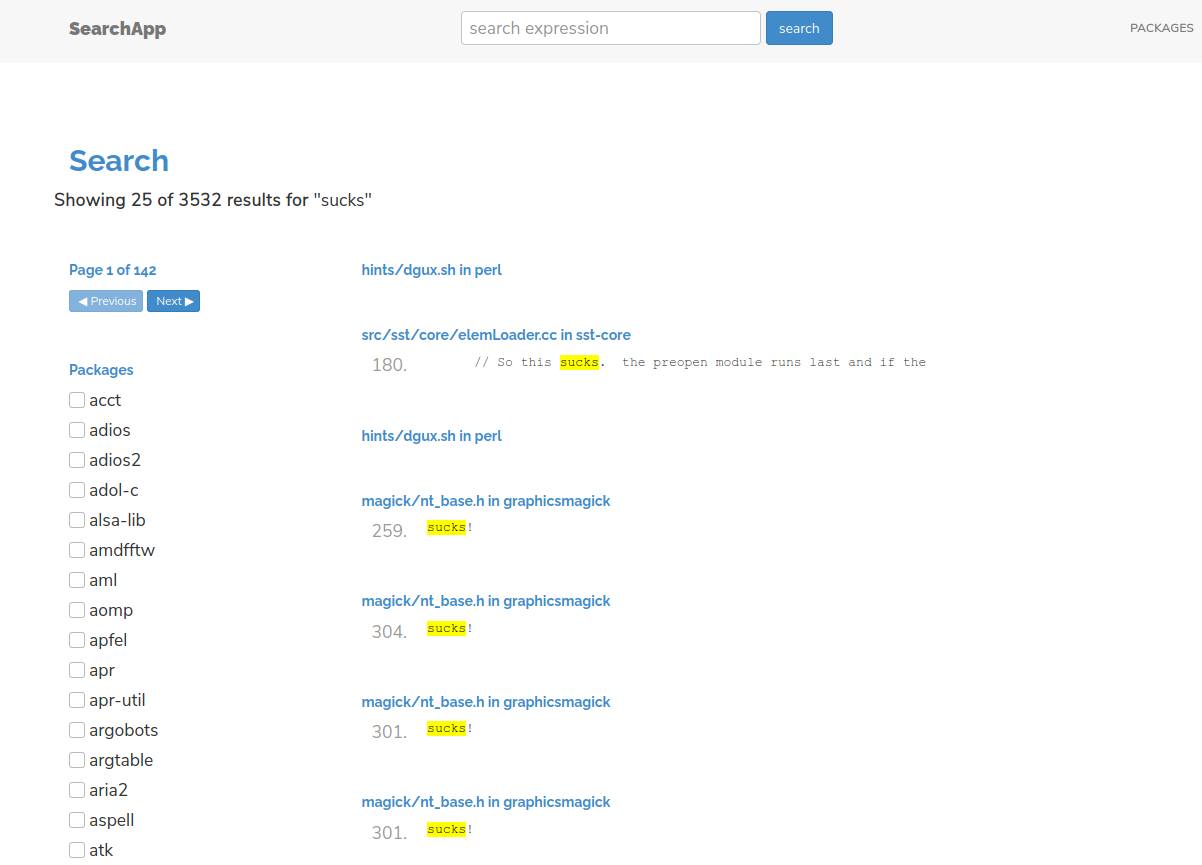 SearchApp
search expression
search
PACKAGES
Search
Showing 25 of 3532 results for "sucks"
Page 1 of 142
◀ Previous
Next ▶
Packages
acct
adios
adios2
adol-c
alsa-lib
amdfftw
aml
aomp
apfel
apr
apr-util
argobots
argtable
aria2
aspell
atk
hints/dgux.sh in perl
src/sst/core/elemLoader.cc in sst-core
180. // So this sucks.  the preopen module runs last and if the
hints/dgux.sh in perl
magick/nt_base.h in graphicsmagick
259. sucks!
magick/nt_base.h in graphicsmagick
304. sucks!
magick/nt_base.h in graphicsmagick
301. sucks!
magick/nt_base.h in graphicsmagick
301. sucks!